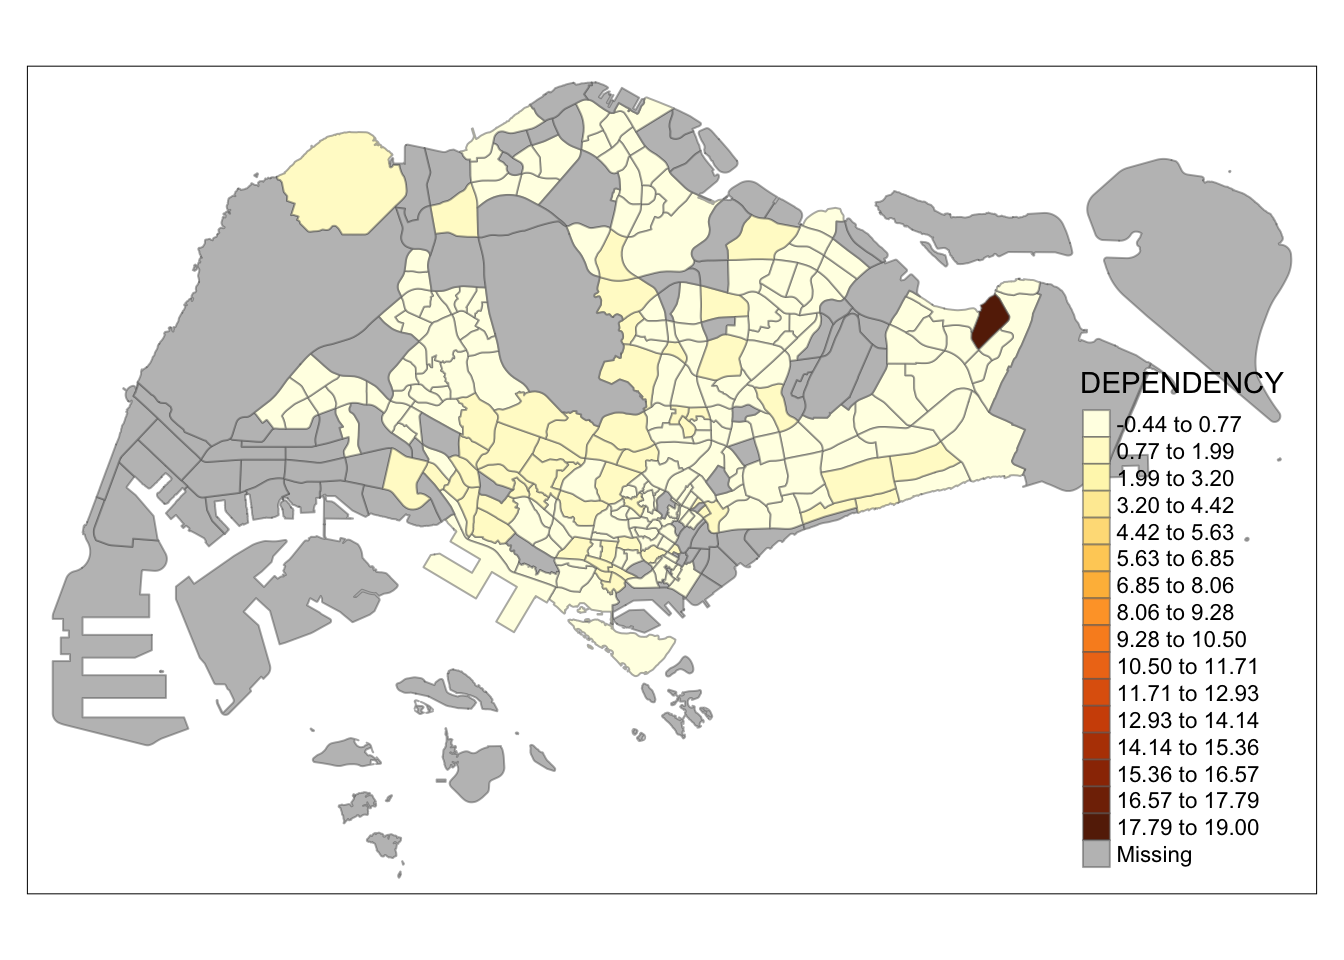 DEPENDENCY
-0.44 to 0.77
0.77 to 1.99
1.99 to 3.20
3.20 to 4.42
4.42 to 5.63
5.63 to 6.85
6.85 to 8.06
8.06 to 9.28
9.28 to 10.50
10.50 to 11.71
11.71 to 12.93
12.93 to 14.14
14.14 to 15.36
15.36 to 16.57
16.57 to 17.79
17.79 to 19.00
Missing